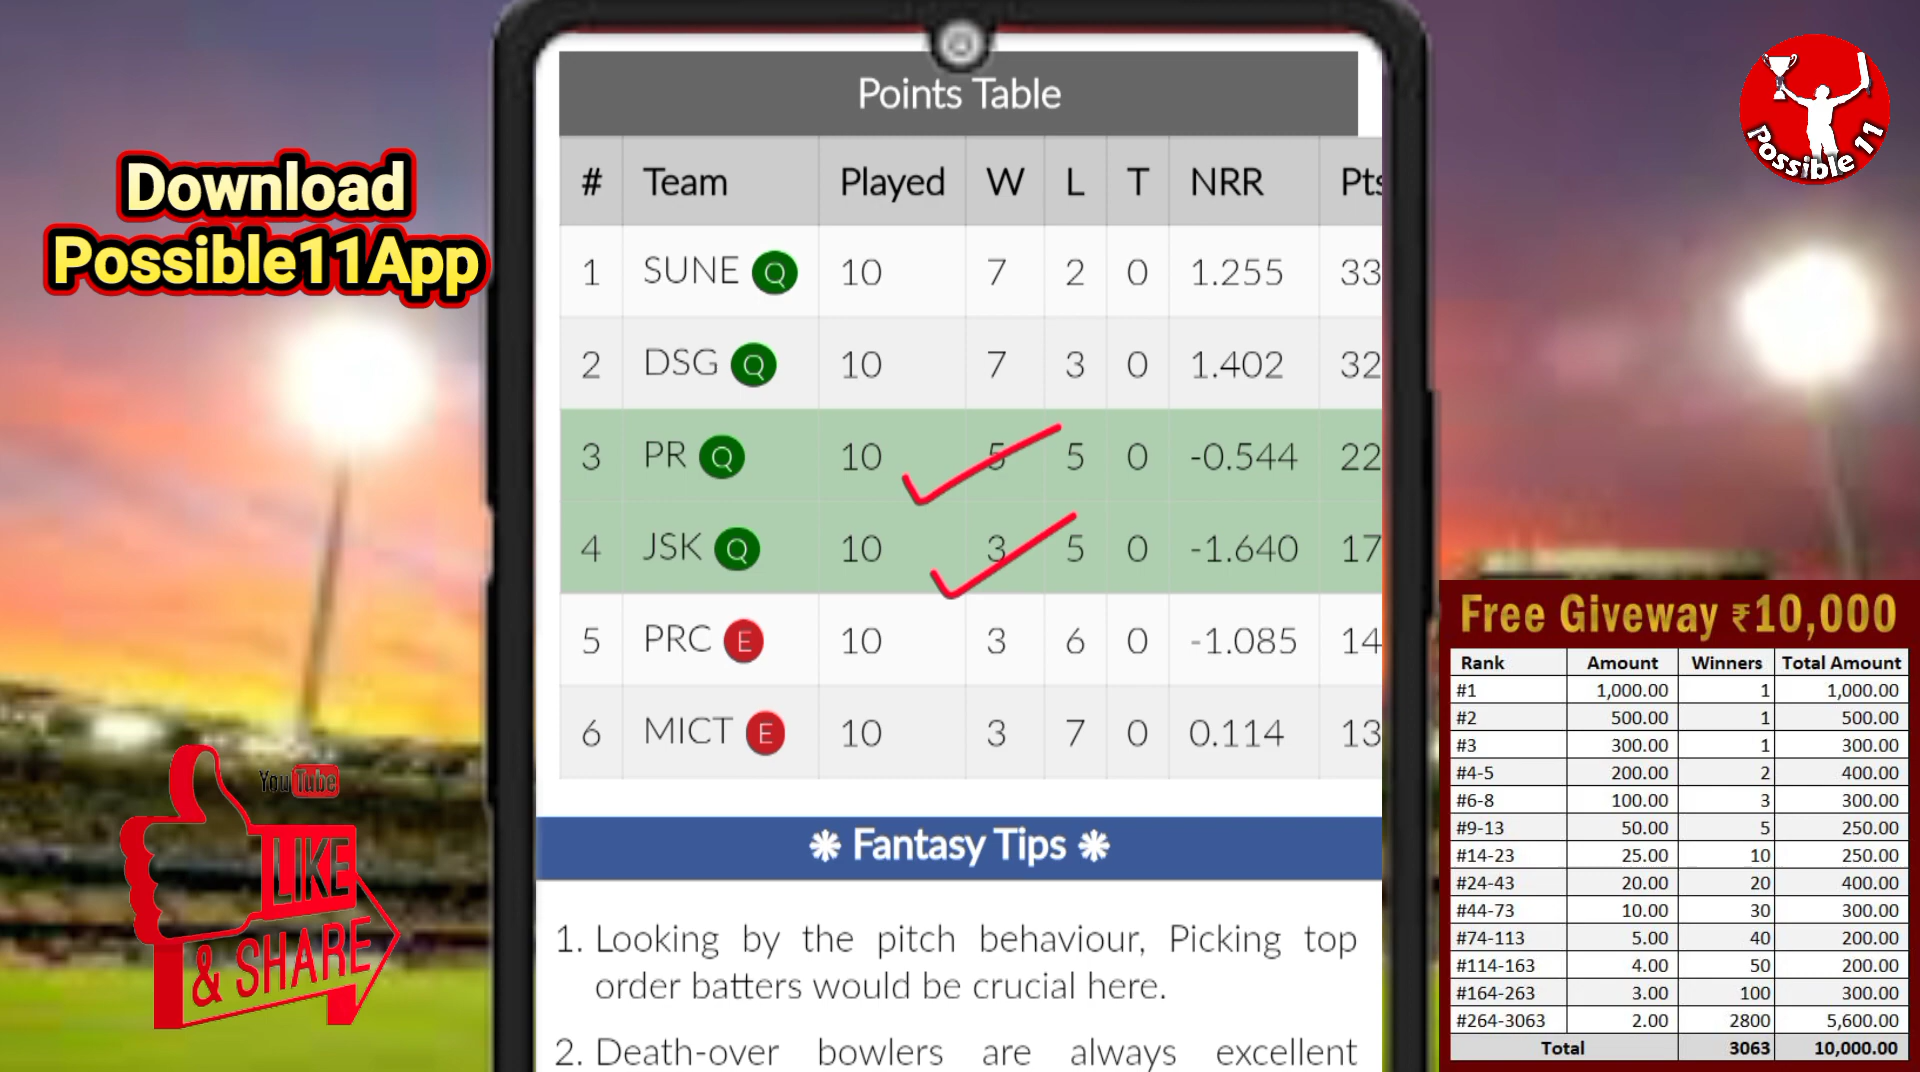 Download
Possible11App
Possible 11
Points Table
# Team Played W L T NRR Pts
1 SUNE Q 10 7 2 0 1.255 33
2 DSG Q 10 7 3 0 1.402 32
3 PR Q 10 5 5 0 -0.544 22
4 JSK Q 10 3 5 0 -1.640 17
5 PRC E 10 3 6 0 -1.085 14
6 MICT E 10 3 7 0 0.114 13
❋ Fantasy Tips ❋
1. Looking by the pitch behaviour, Picking top
order batters would be crucial here.
2. Death-over bowlers are always excellent
YouTube
LIKE
& SHARE
Free Giveway ₹10,000
Rank Amount Winners Total Amount
#1 1,000.00 1 1,000.00
#2 500.00 1 500.00
#3 300.00 1 300.00
#4-5 200.00 2 400.00
#6-8 100.00 3 300.00
#9-13 50.00 5 250.00
#14-23 25.00 10 250.00
#24-43 20.00 20 400.00
#44-73 10.00 30 300.00
#74-113 5.00 40 200.00
#114-163 4.00 50 200.00
#164-263 3.00 100 300.00
#264-3063 2.00 2800 5,600.00
Total 3063 10,000.00